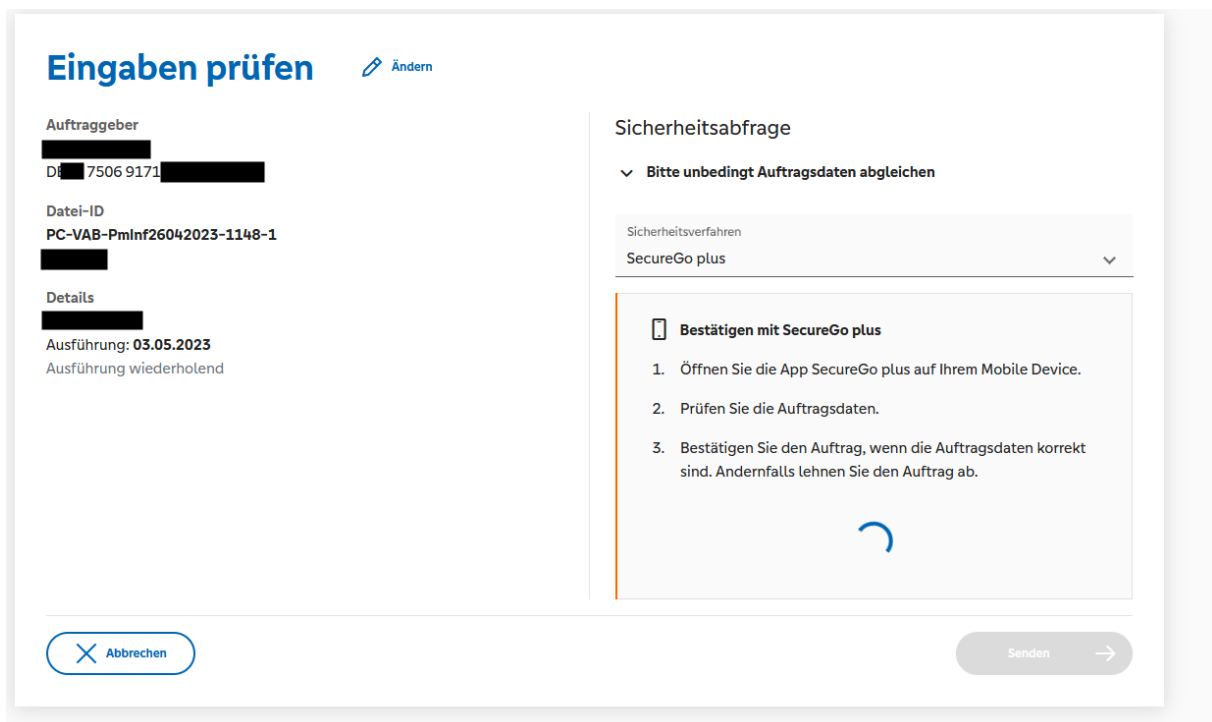 Eingaben prüfen
Ändern
Auftraggeber
DE 7506 9171
Datei-ID
PC-VAB-PmInf26042023-1148-1
Details
Ausführung: 03.05.2023
Ausführung wiederholend
Sicherheitsabfrage
Bitte unbedingt Auftragsdaten abgleichen
Sicherheitsverfahren
SecureGo plus
Bestätigen mit SecureGo plus
1. Öffnen Sie die App SecureGo plus auf Ihrem Mobile Device.
2. Prüfen Sie die Auftragsdaten.
3. Bestätigen Sie den Auftrag, wenn die Auftragsdaten korrekt
sind. Andernfalls lehnen Sie den Auftrag ab.
Abbrechen
Senden